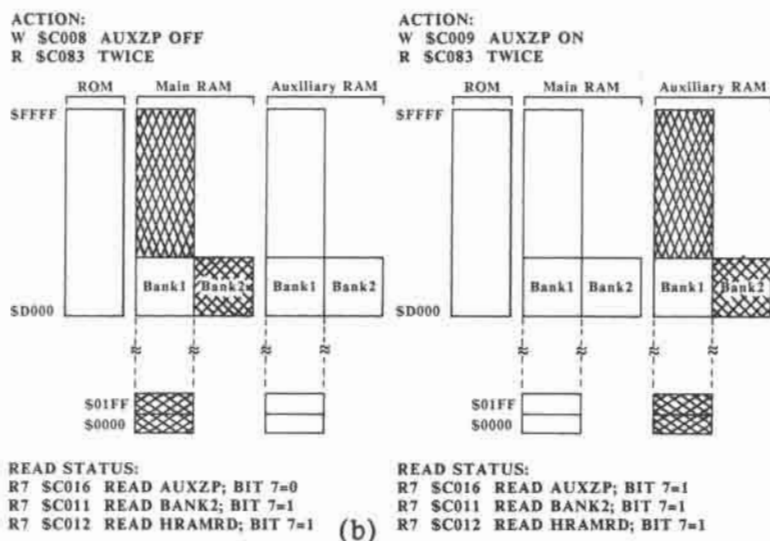 ACTION:
W $C008 AUXZP OFF
R $C083 TWICE
ROM Main RAM Auxiliary RAM
$FFFF
Bank1 Bank2 Bank1 Bank2
$D000
$01FF
$0000
READ STATUS:
R7 $C016 READ AUXZP; BIT 7=0
R7 $C011 READ BANK2; BIT 7=1
R7 $C012 READ HRAMRD; BIT 7=1
(b)
ACTION:
W $C009 AUXZP ON
R $C083 TWICE
ROM Main RAM Auxiliary RAM
$FFFF
Bank1 Bank2 Bank1 Bank2
$D000
$01FF
$0000
READ STATUS:
R7 $C016 READ AUXZP; BIT 7=1
R7 $C011 READ BANK2; BIT 7=1
R7 $C012 READ HRAMRD; BIT 7=1